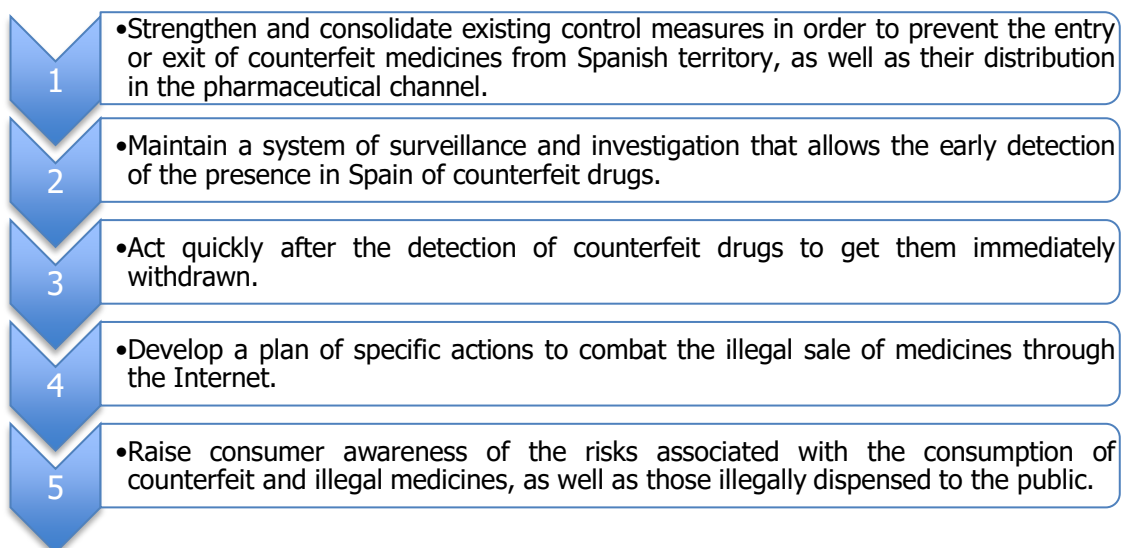 1
•Strengthen and consolidate existing control measures in order to prevent the entry
or exit of counterfeit medicines from Spanish territory, as well as their distribution
in the pharmaceutical channel.
2
•Maintain a system of surveillance and investigation that allows the early detection
of the presence in Spain of counterfeit drugs.
3
•Act quickly after the detection of counterfeit drugs to get them immediately
withdrawn.
4
•Develop a plan of specific actions to combat the illegal sale of medicines through
the Internet.
5
•Raise consumer awareness of the risks associated with the consumption of
counterfeit and illegal medicines, as well as those illegally dispensed to the public.